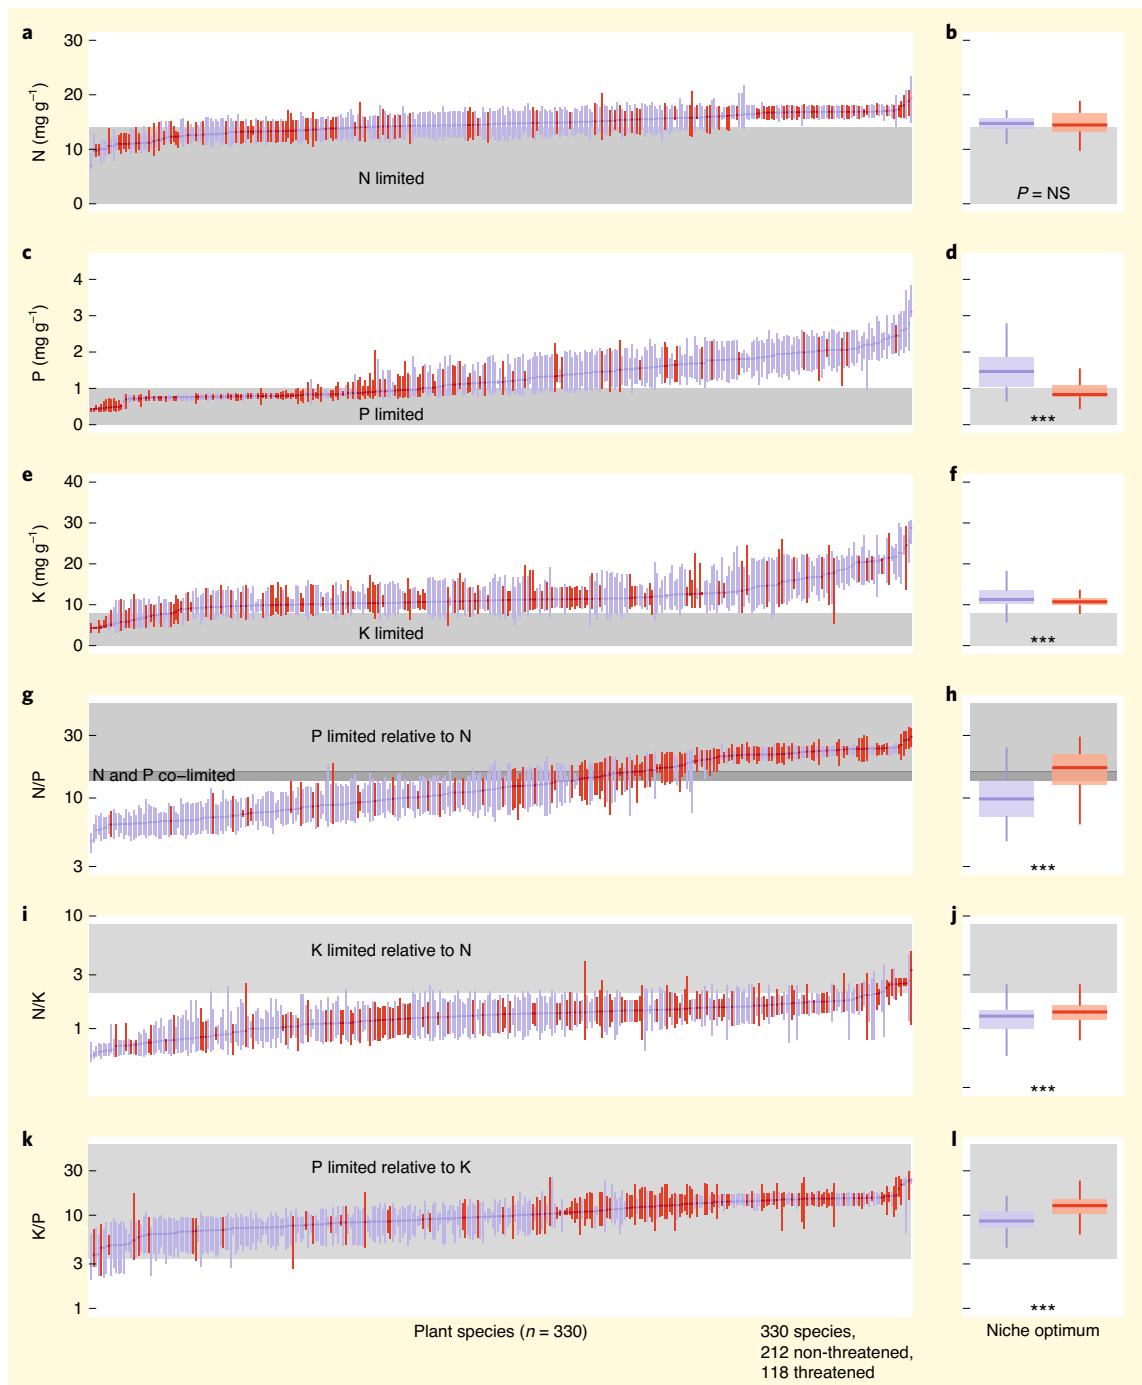 a
b
30
20
10
0
N (mg g⁻¹)
N limited
P = NS
c
d
4
3
2
1
0
P (mg g⁻¹)
P limited
***
e
f
40
30
20
10
0
K (mg g⁻¹)
K limited
***
g
h
30
10
3
N/P
P limited relative to N
N and P co–limited
***
i
j
10
3
1
N/K
K limited relative to N
***
k
l
30
10
3
1
K/P
P limited relative to K
***
Plant species (n = 330)
330 species,
212 non-threatened,
118 threatened
Niche optimum